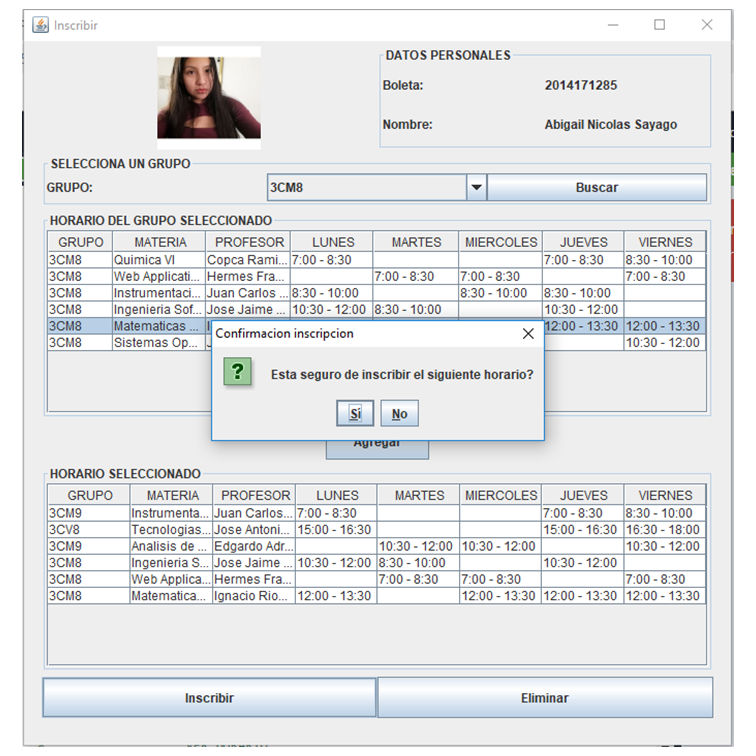 Inscribir
DATOS PERSONALES
Boleta: 2014171285
Nombre: Abigail Nicolas Sayago
SELECCIONA UN GRUPO
GRUPO: 3CM8 Buscar
HORARIO DEL GRUPO SELECCIONADO
GRUPO MATERIA PROFESOR LUNES MARTES MIERCOLES JUEVES VIERNES
3CM8 Quimica VI Copca Rami... 7:00 - 8:30 7:00 - 8:30 8:30 - 10:00
3CM8 Web Applicati... Hermes Fra... 7:00 - 8:30 7:00 - 8:30 7:00 - 8:30
3CM8 Instrumentaci... Juan Carlos ... 8:30 - 10:00 8:30 - 10:00 8:30 - 10:00
3CM8 Ingenieria Sof... Jose Jaime ... 10:30 - 12:00 8:30 - 10:00 10:30 - 12:00
3CM8 Matematicas ... 12:00 - 13:30 12:00 - 13:30
3CM8 Sistemas Op... 10:30 - 12:00
Confirmacion inscripcion
Esta seguro de inscribir el siguiente horario?
Sí No
Agregar
HORARIO SELECCIONADO
GRUPO MATERIA PROFESOR LUNES MARTES MIERCOLES JUEVES VIERNES
3CM9 Instrumenta... Juan Carlos... 7:00 - 8:30 7:00 - 8:30 8:30 - 10:00
3CV8 Tecnologias... Jose Antoni... 15:00 - 16:30 15:00 - 16:30 16:30 - 18:00
3CM9 Analisis de ... Edgardo Adr... 10:30 - 12:00 10:30 - 12:00 10:30 - 12:00
3CM8 Ingenieria S... Jose Jaime ... 10:30 - 12:00 8:30 - 10:00 10:30 - 12:00
3CM8 Web Applica... Hermes Fra... 7:00 - 8:30 7:00 - 8:30 7:00 - 8:30
3CM8 Matematica... Ignacio Rio... 12:00 - 13:30 12:00 - 13:30 12:00 - 13:30 12:00 - 13:30
Inscribir Eliminar